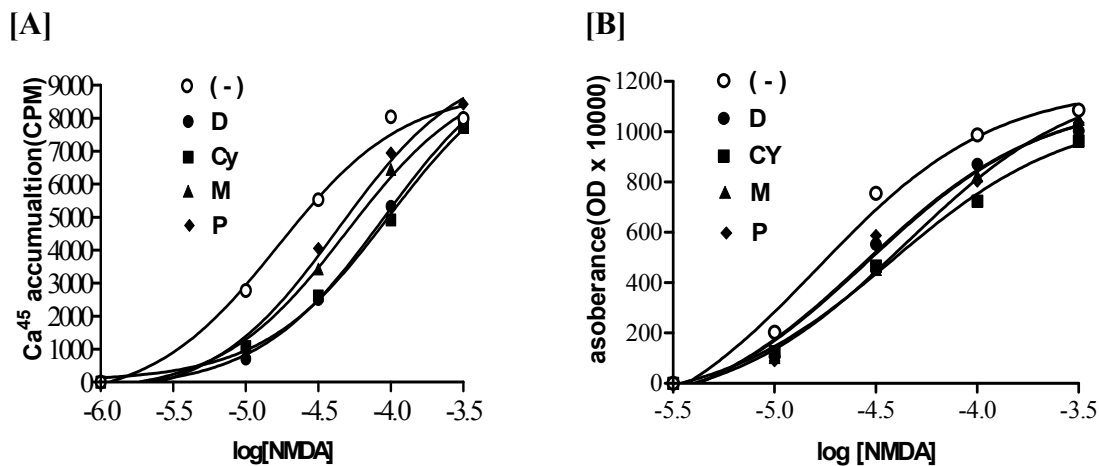 [A]
Ca45 accumualtion(CPM)
9000
8000
7000
6000
5000
4000
3000
2000
1000
0
(-)
D
Cy
M
P
-6.0 -5.5 -5.0 -4.5 -4.0 -3.5
log[NMDA]
[B]
asoberance(OD x 10000)
1200
1000
800
600
400
200
0
(-)
D
CY
M
P
-5.5 -5.0 -4.5 -4.0 -3.5
log [NMDA]